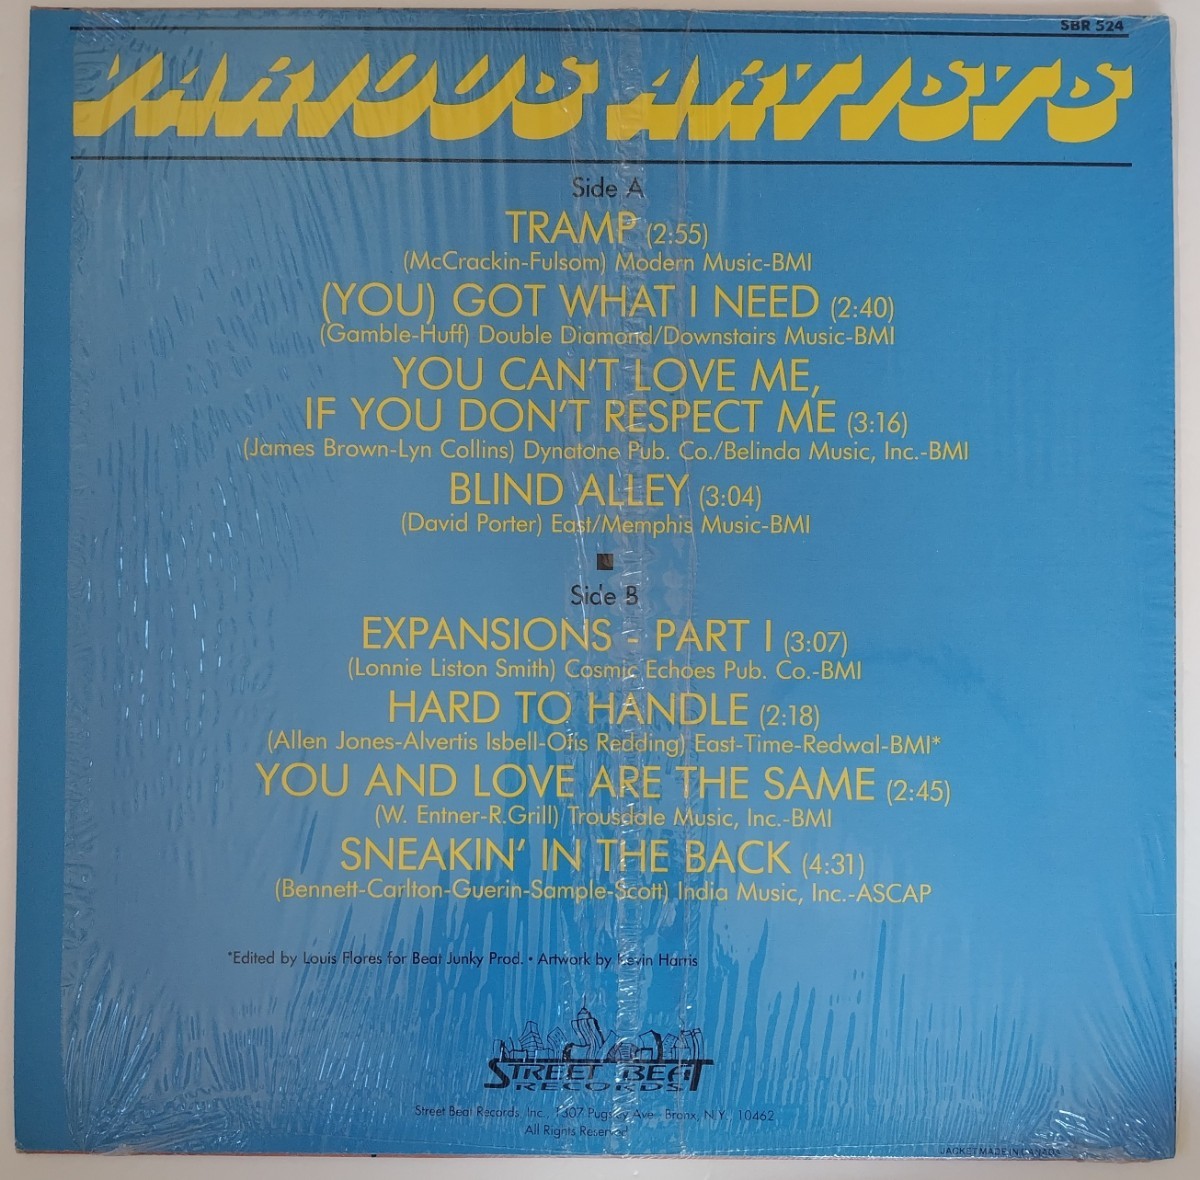 SBR 524
VARIOUS ARTISTS
Side A
TRAMP (2:55)
(McCrackin-Fulsom) Modern Music-BMI
(YOU) GOT WHAT I NEED (2:40)
(Gamble-Huff) Double Diamond/Downstairs Music-BMI
YOU CAN'T LOVE ME,
IF YOU DON'T RESPECT ME (3:16)
(James Brown-Lyn Collins) Dynatone Pub. Co./Belinda Music, Inc.-BMI
BLIND ALLEY (3:04)
(David Porter) East/Memphis Music-BMI
Side B
EXPANSIONS - PART I (3:07)
(Lonnie Liston Smith) Cosmic Echoes Pub. Co.-BMI
HARD TO HANDLE (2:18)
(Allen Jones-Alvertis Isbell-Otis Redding) East-Time-Redwal-BMI*
YOU AND LOVE ARE THE SAME (2:45)
(W. Entner-R.Grill) Trousdale Music, Inc.-BMI
SNEAKIN' IN THE BACK (4:31)
(Bennett-Carlton-Guerin-Sample-Scott) India Music, Inc.-ASCAP
*Edited by Louis Flores for Beat Junky Prod. • Artwork by Kevin Harris
STREET BEAT
RECORDS
Street Beat Records, Inc., 1307 Pugsley Ave. Bronx, N.Y. 10462
All Rights Reserved
JACKET MADE IN CANADA